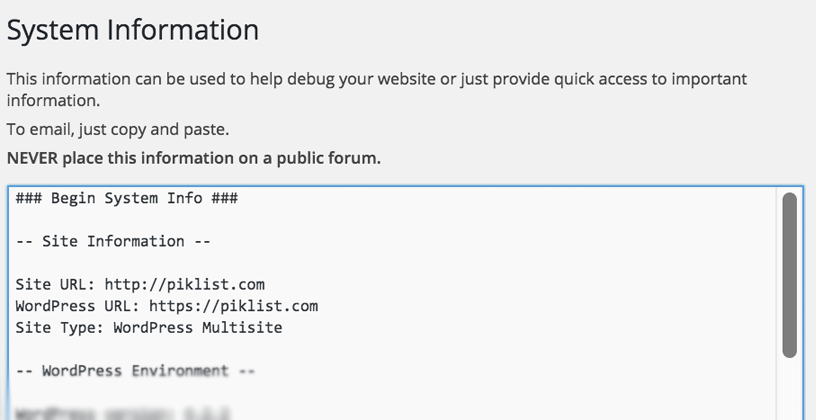 System Information
This information can be used to help debug your website or just provide quick access to important
information.
To email, just copy and paste.
NEVER place this information on a public forum.
### Begin System Info ###
-- Site Information --
Site URL: http://piklist.com
WordPress URL: https://piklist.com
Site Type: WordPress Multisite
-- WordPress Environment --